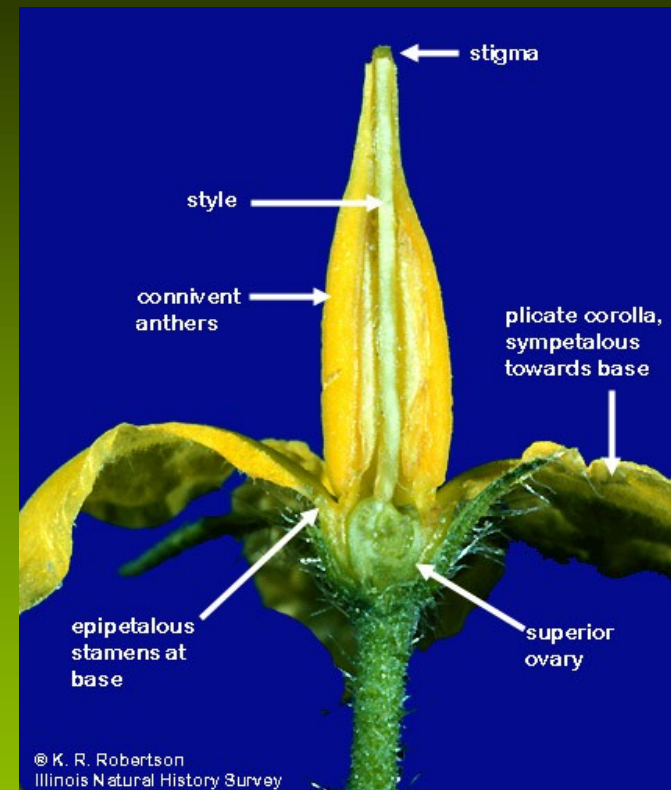 stigma
style
connivent
anthers
plicate corolla,
sympetalous
towards base
epipetalous
stamens at
base
superior
ovary
® K. R. Robertson
Illinois Natural History Survey